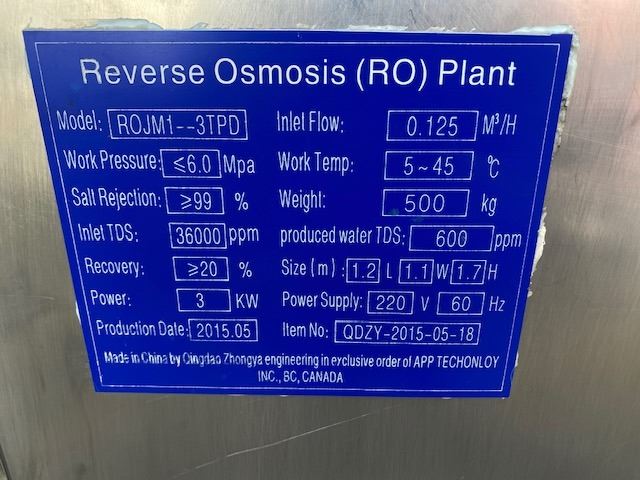 Reverse Osmosis (RO) Plant
Model: ROJM1--3TPD Inlet Flow: 0.125 M³/H
Work Pressure: ≤6.0 Mpa Work Temp: 5~45 ℃
Salt Rejection: ≥99 % Weight: 500 kg
Inlet TDS: 36000 ppm produced water TDS: 600 ppm
Recovery: ≥20 % Size (m) : 1.2 L 1.1 W 1.7 H
Power: 3 KW Power Supply: 220 V 60 Hz
Production Date: 2015.05 Item No: QDZY-2015-05-18
Made in China by Qingdao Zhongya engineering in exclusive order of APP TECHONLOY
INC., BC, CANADA